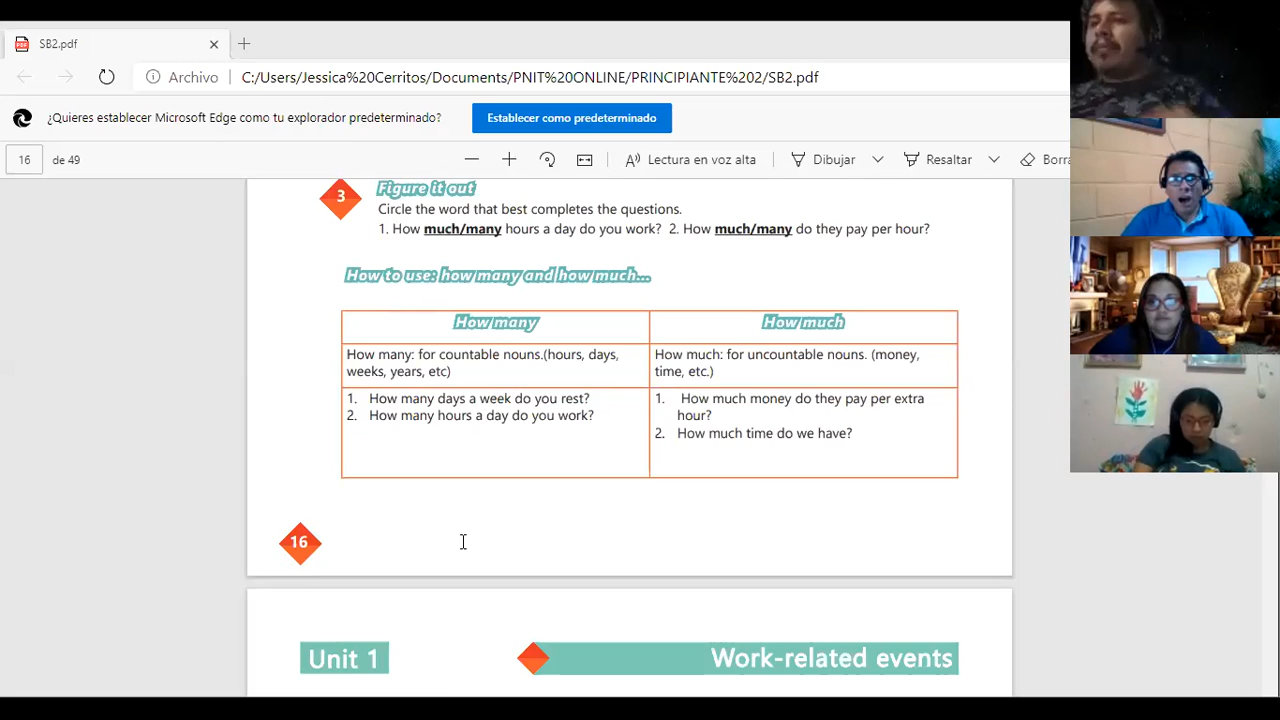 SB2.pdf
Archivo C:/Users/Jessica%20Cerritos/Documents/PNIT%20ONLINE/PRINCIPIANTE%202/SB2.pdf
¿Quieres establecer Microsoft Edge como tu explorador predeterminado? Establecer como predeterminado
16 de 49 Lectura en voz alta Dibujar Resaltar Borra
3 Figure it out
Circle the word that best completes the questions.
1. How much/many hours a day do you work? 2. How much/many do they pay per hour?
How to use: how many and how much...
How many
How many: for countable nouns.(hours, days,
weeks, years, etc)
1. How many days a week do you rest?
2. How many hours a day do you work?
How much
How much: for uncountable nouns. (money,
time, etc.)
1. How much money do they pay per extra
hour?
2. How much time do we have?
16
Unit 1 Work-related events